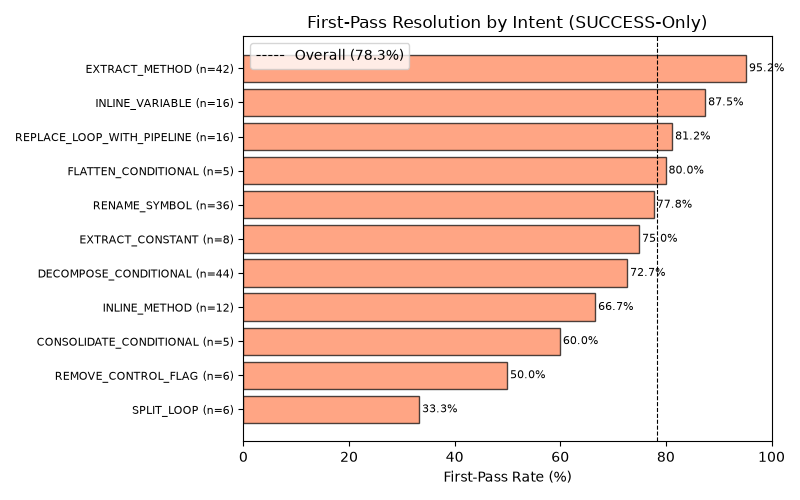 First-Pass Resolution by Intent (SUCCESS-Only)
Overall (78.3%)
EXTRACT_METHOD (n=42) 95.2%
INLINE_VARIABLE (n=16) 87.5%
REPLACE_LOOP_WITH_PIPELINE (n=16) 81.2%
FLATTEN_CONDITIONAL (n=5) 80.0%
RENAME_SYMBOL (n=36) 77.8%
EXTRACT_CONSTANT (n=8) 75.0%
DECOMPOSE_CONDITIONAL (n=44) 72.7%
INLINE_METHOD (n=12) 66.7%
CONSOLIDATE_CONDITIONAL (n=5) 60.0%
REMOVE_CONTROL_FLAG (n=6) 50.0%
SPLIT_LOOP (n=6) 33.3%
0 20 40 60 80 100
First-Pass Rate (%)